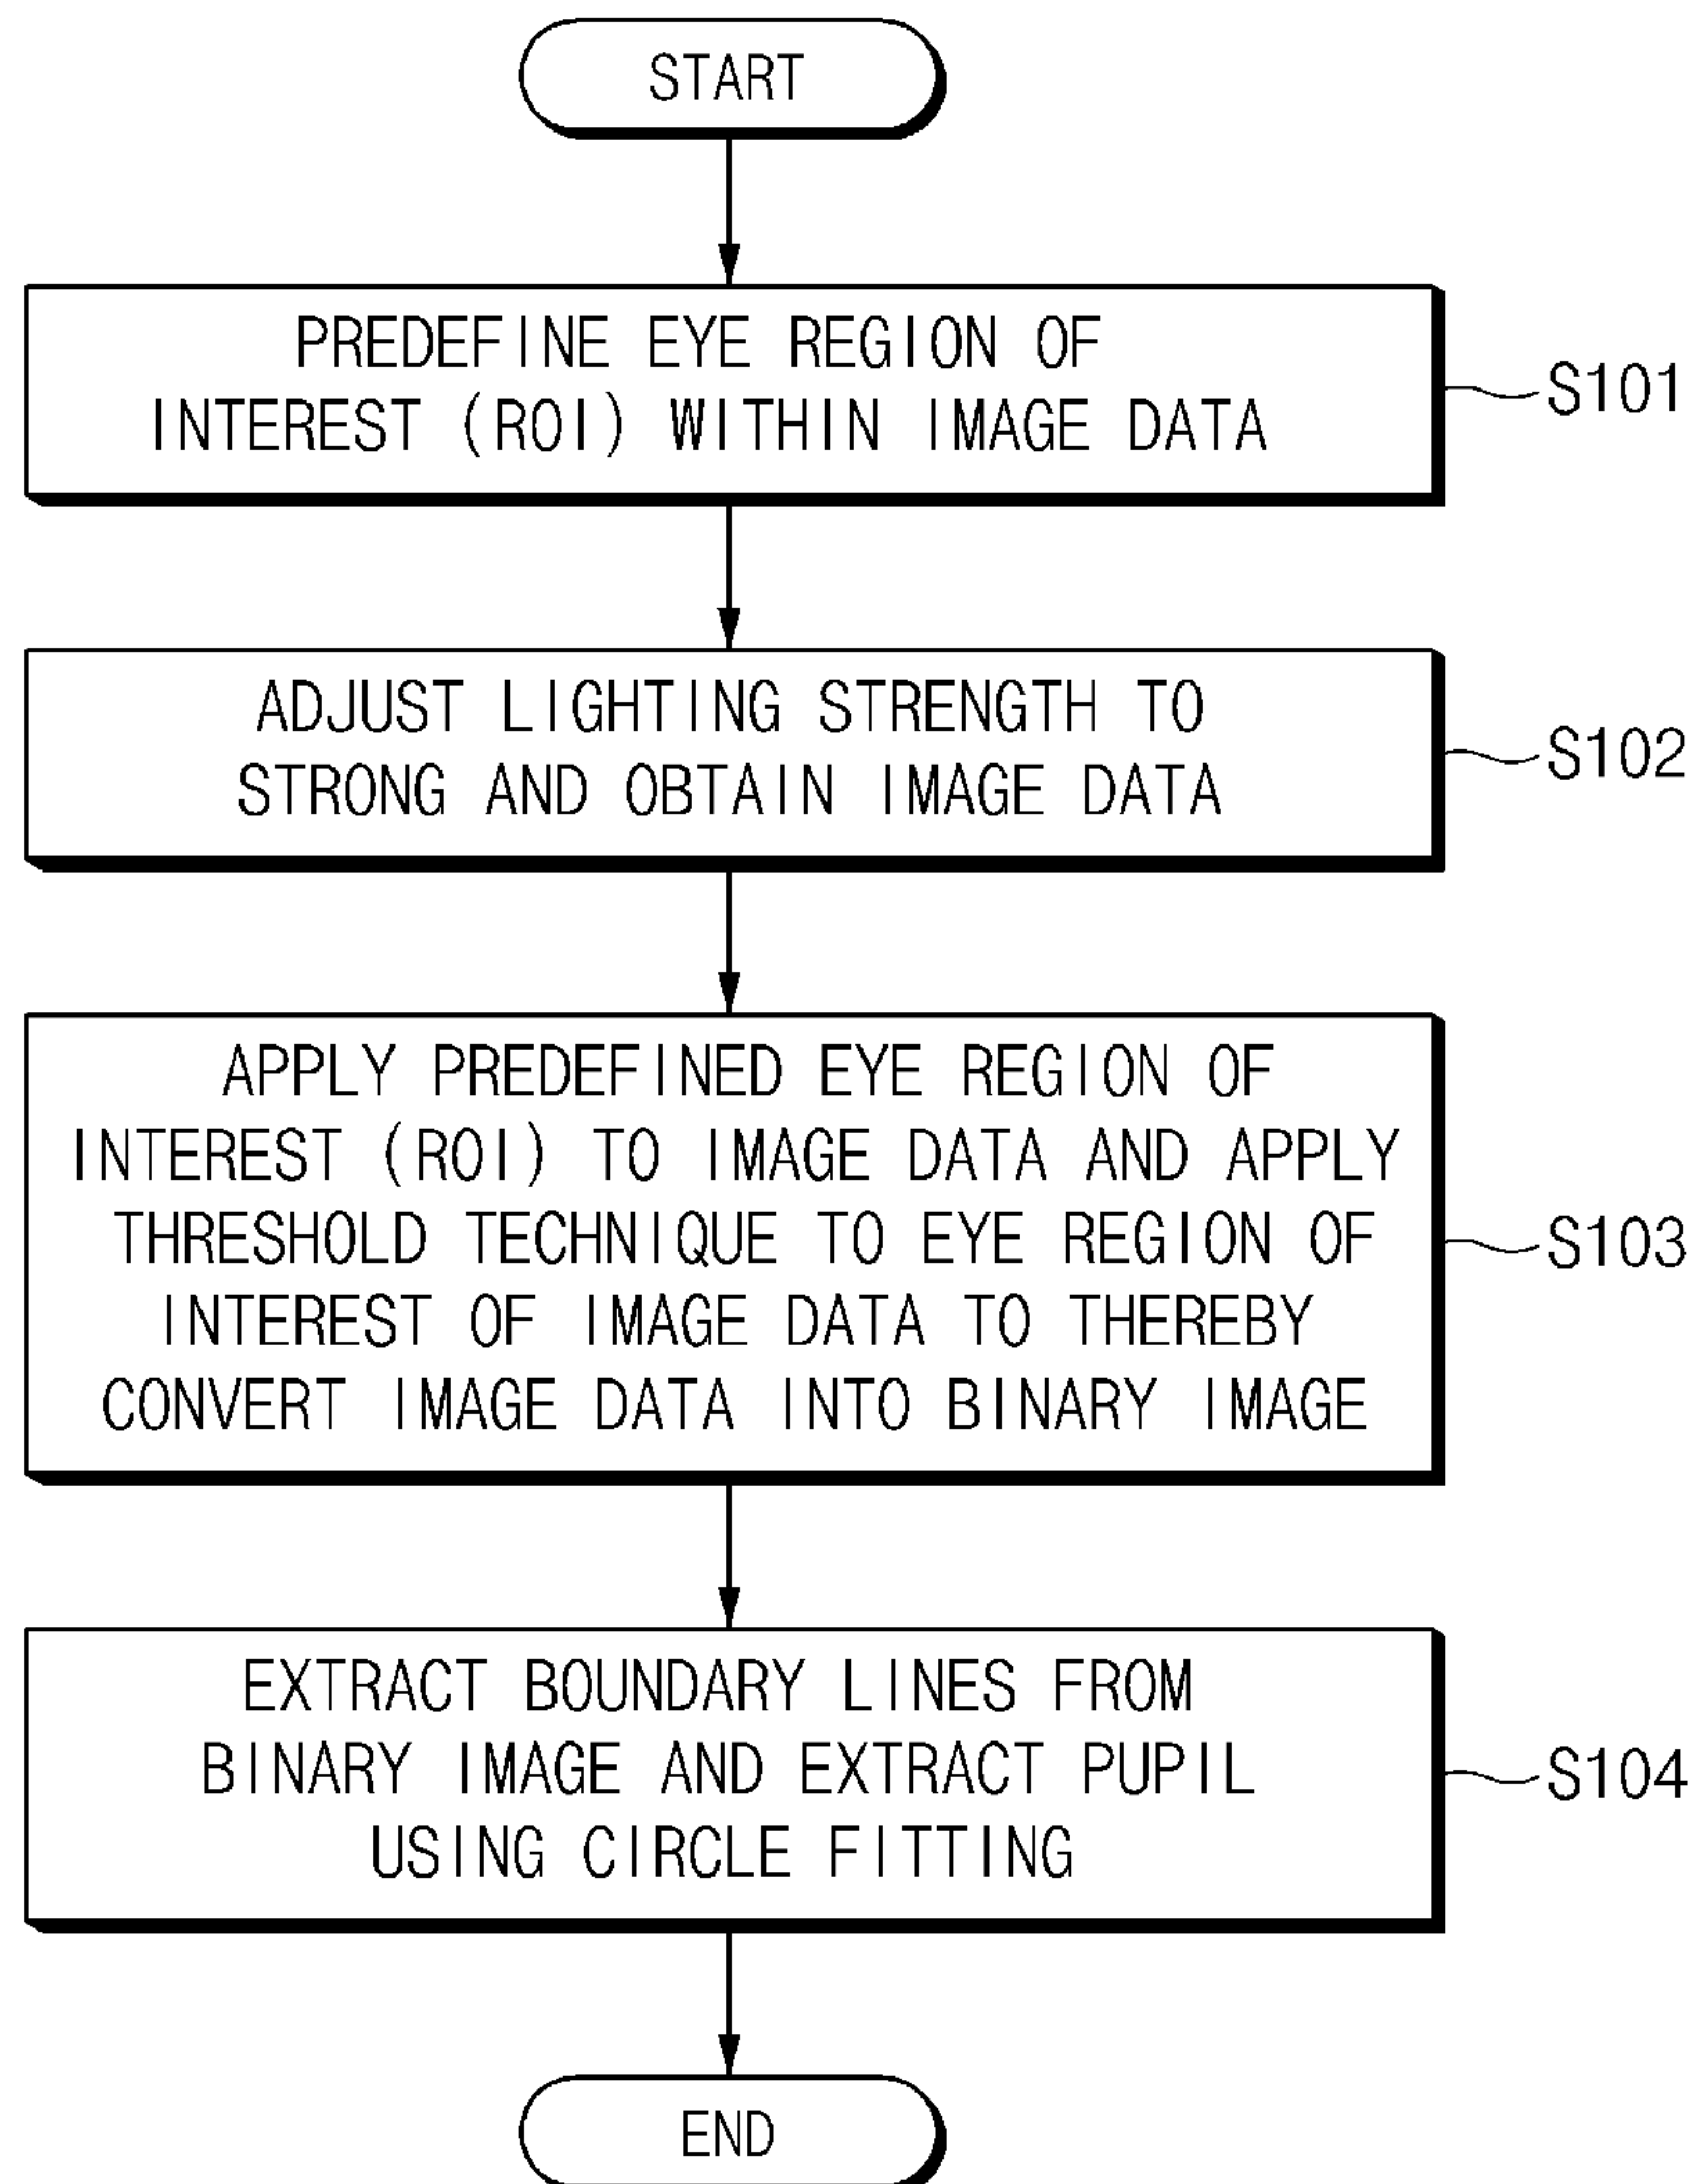 START
PREDEFINE EYE REGION OF
INTEREST (ROI) WITHIN IMAGE DATA
S101
ADJUST LIGHTING STRENGTH TO
STRONG AND OBTAIN IMAGE DATA
S102
APPLY PREDEFINED EYE REGION OF
INTEREST (ROI) TO IMAGE DATA AND APPLY
THRESHOLD TECHNIQUE TO EYE REGION OF
INTEREST OF IMAGE DATA TO THEREBY
CONVERT IMAGE DATA INTO BINARY IMAGE
S103
EXTRACT BOUNDARY LINES FROM
BINARY IMAGE AND EXTRACT PUPIL
USING CIRCLE FITTING
S104
END